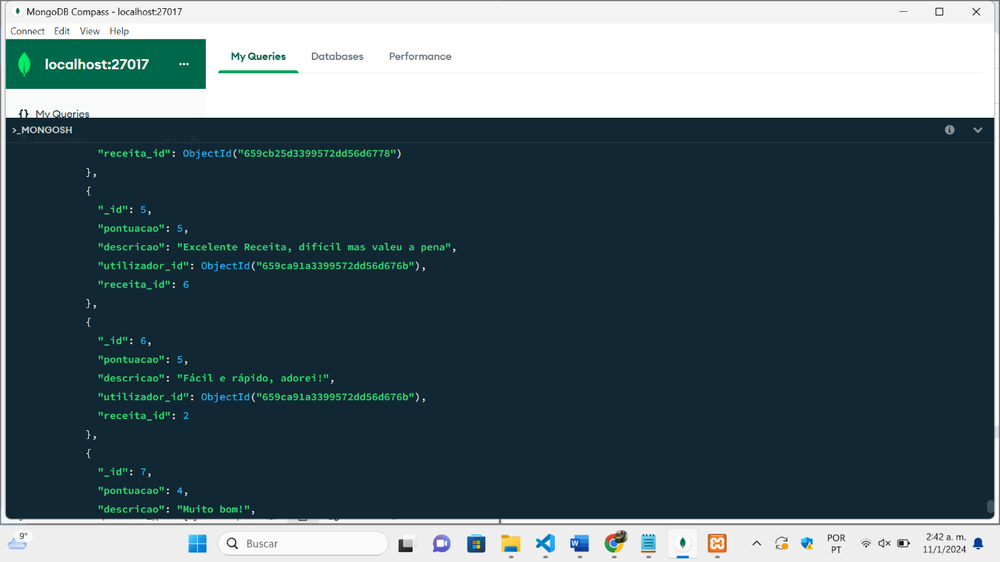 MongoDB Compass - localhost:27017
Connect Edit View Help
localhost:27017 ...
My Queries Databases Performance
{} My Queries
>_MONGOSH
"receita_id": ObjectId("659cb25d3399572dd56d6778")
},
{
"_id": 5,
"pontuacao": 5,
"descricao": "Excelente Receita, difícil mas valeu a pena",
"utilizador_id": ObjectId("659ca91a3399572dd56d676b"),
"receita_id": 6
},
{
"_id": 6,
"pontuacao": 5,
"descricao": "Fácil e rápido, adorei!",
"utilizador_id": ObjectId("659ca91a3399572dd56d676b"),
"receita_id": 2
},
{
"_id": 7,
"pontuacao": 4,
"descricao": "Muito bom!",
9°
Buscar
POR
PT
2:42 a. m.
11/1/2024